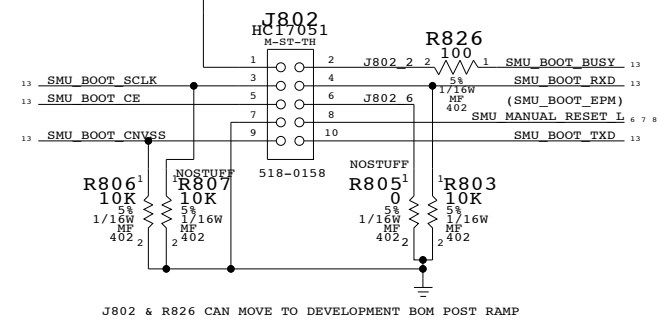 J802
HC17051
M-ST-TH
R826
100
1 2 J802_2 2 1 SMU_BOOT_BUSY 13
13 SMU_BOOT_SCLK 3 4 5% SMU_BOOT_RXD 13
1/16W
MF
402
13 SMU_BOOT_CE 5 6 J802_6 (SMU_BOOT_EPM)
7 8 SMU_MANUAL_RESET_L 6 7 8
13 SMU_BOOT_CNVSS 9 10 SMU_BOOT_TXD 13
518-0158
NOSTUFF
R806
10K
5%
1/16W
MF
402
1
2
NOSTUFF
R807
10K
5%
1/16W
MF
402
1
2
R805
0
5%
1/16W
MF
402
1
2
R803
10K
5%
1/16W
MF
402
1
2
J802 & R826 CAN MOVE TO DEVELOPMENT BOM POST RAMP